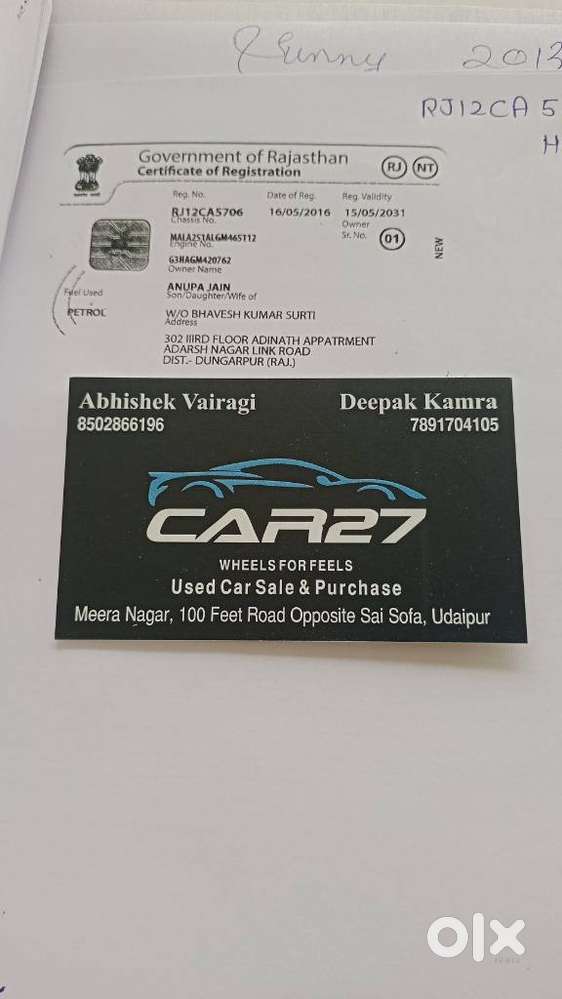 Sunny 2013
RJ12CA 5
H
Government of Rajasthan
Certificate of Registration
RJ NT
Reg. No. Date of Reg. Reg. Validity
RJ12CA5706 16/05/2016 15/05/2031
Chassis No. Owner
MALA251ALGM465112 Sr. No. 01
Engine No.
G3HAGM420762
NEW
Owner Name
Fuel Used ANUPA JAIN
Son/Daughter/Wife of
PETROL W/O BHAVESH KUMAR SURTI
Address
302 IIIRD FLOOR ADINATH APPATRMENT
ADARSH NAGAR LINK ROAD
DIST.- DUNGARPUR (RAJ.)
Abhishek Vairagi Deepak Kamra
8502866196 7891704105
CAR27
WHEELS FOR FEELS
Used Car Sale & Purchase
Meera Nagar, 100 Feet Road Opposite Sai Sofa, Udaipur
olx